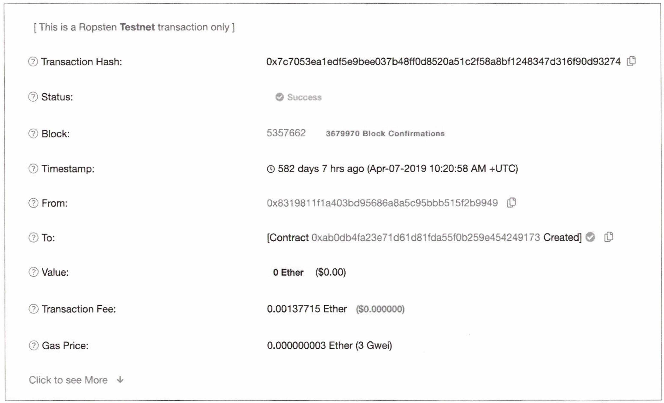 [ This is a Ropsten Testnet transaction only ]
Transaction Hash: 0x7c7053ea1edf5e9bee037b48ff0d8520a51c2f58a8bf1248347d316f90d93274
Status: Success
Block: 5357662 3679970 Block Confirmations
Timestamp: 582 days 7 hrs ago (Apr-07-2019 10:20:58 AM +UTC)
From: 0x8319811f1a403bd95686a8a5c95bbb515f2b9949
To: [Contract 0xab0db4fa23e71d61d81fda55f0b259e454249173 Created]
Value: 0 Ether ($0.00)
Transaction Fee: 0.00137715 Ether ($0.000000)
Gas Price: 0.000000003 Ether (3 Gwei)
Click to see More